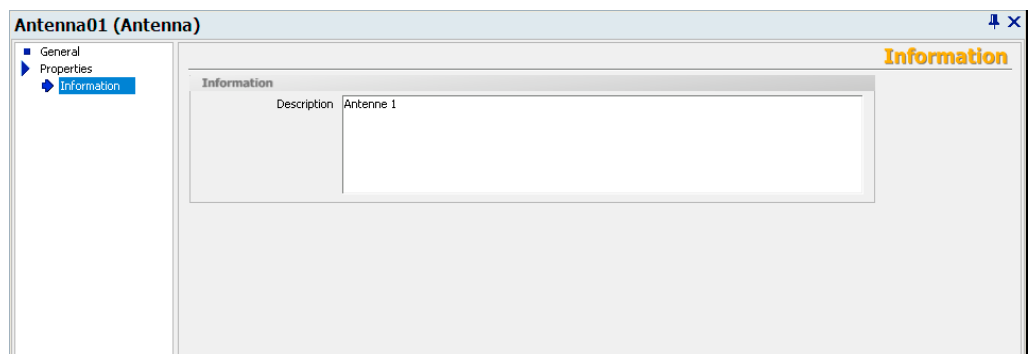 Antenna01 (Antenna)
General
Properties
Information
Information
Information
Description Antenne 1